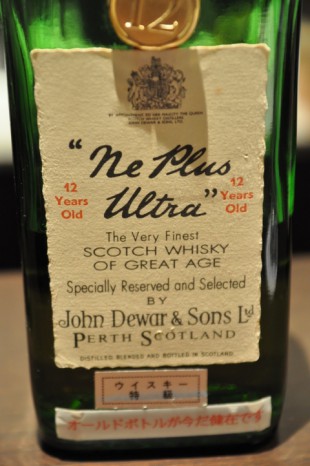 12
"Ne Plus
Ultra"
12
Years
Old
12
Years
Old
The Very Finest
SCOTCH WHISKY
OF GREAT AGE
Specially Reserved and Selected
BY
John Dewar & Sons Ltd
PERTH SCOTLAND
DISTILLED BLENDED AND BOTTLED IN SCOTLAND
ウイスキー
特級
オールドボトルが今だ健在です